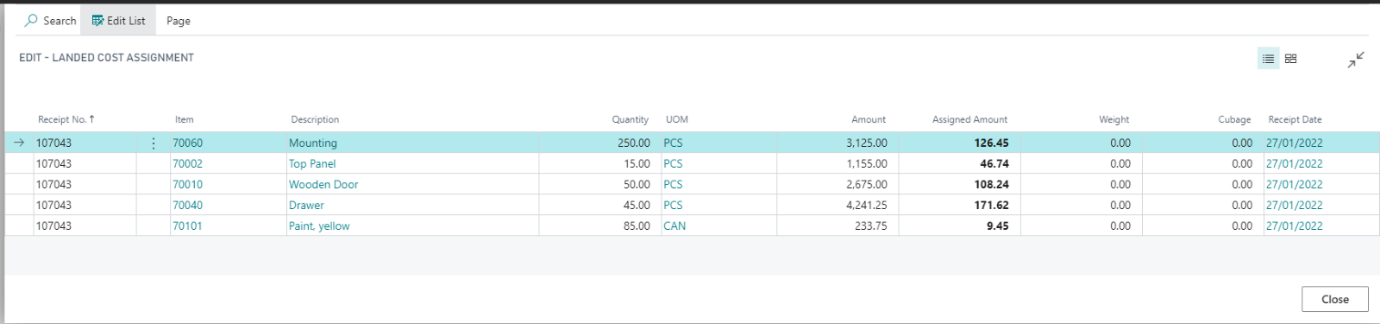 Search Edit List Page
EDIT - LANDED COST ASSIGNMENT
Receipt No. ↑ Item Description Quantity UOM Amount Assigned Amount Weight Cubage Receipt Date
107043 70060 Mounting 250.00 PCS 3,125.00 126.45 0.00 0.00 27/01/2022
107043 70002 Top Panel 15.00 PCS 1,155.00 46.74 0.00 0.00 27/01/2022
107043 70010 Wooden Door 50.00 PCS 2,675.00 108.24 0.00 0.00 27/01/2022
107043 70040 Drawer 45.00 PCS 4,241.25 171.62 0.00 0.00 27/01/2022
107043 70101 Paint, yellow 85.00 CAN 233.75 9.45 0.00 0.00 27/01/2022
Close